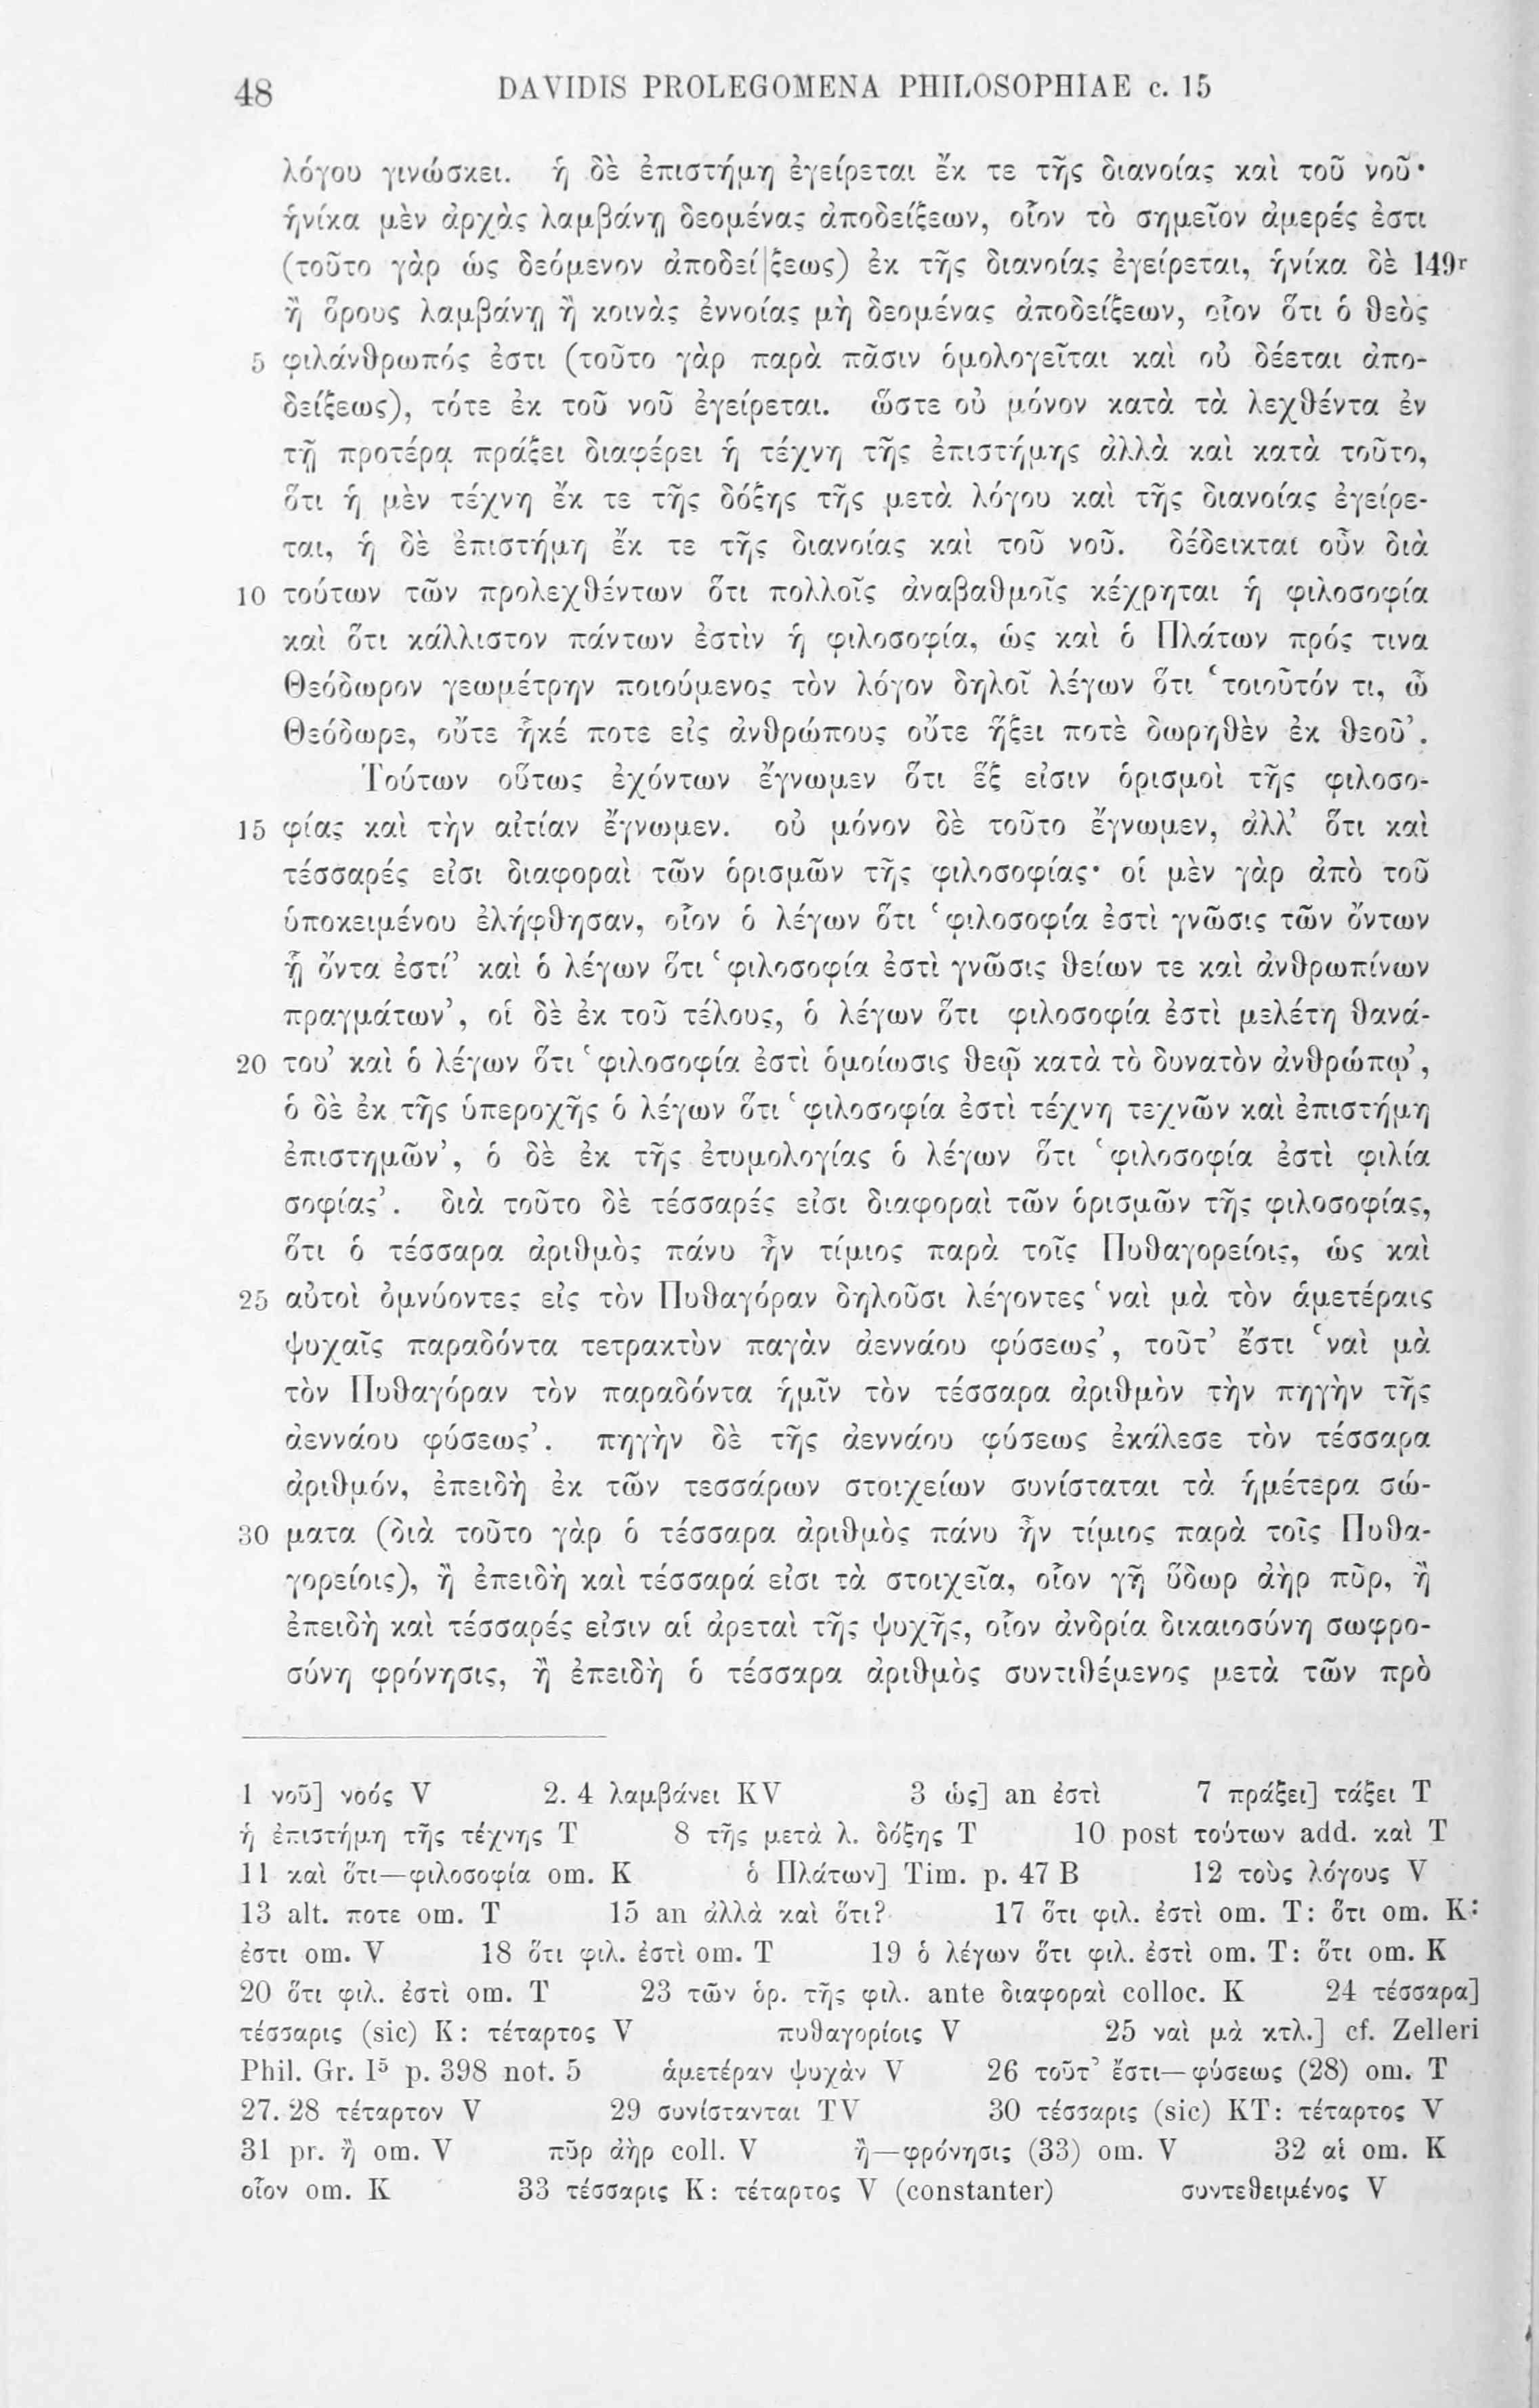 48 DAVIDIS PROLEGOMENA PHILOSOPHIAE c. 15
λόγου γινώσκει. ἡ δὲ ἐπιστήμη ἐγείρεται ἔκ τε τῆς διανοίας καὶ τοῦ νοῦ·
ἡνίκα μὲν ἀρχὰς λαμβάνῃ δεομένας ἀποδείξεων, οἷον τὸ σημεῖον ἀμερές ἐστι
(τοῦτο γὰρ ὡς δεόμενον ἀποδεί|ξεως) ἐκ τῆς διανοίας ἐγείρεται, ἡνίκα δὲ 149r
ἢ ὅρους λαμβάνῃ ἢ κοινὰς ἐννοίας μὴ δεομένας ἀποδείξεων, οἷον ὅτι ὁ θεὸς
5 φιλάνθρωπός ἐστι (τοῦτο γὰρ παρὰ πᾶσιν ὁμολογεῖται καὶ οὐ δέεται ἀπο-
δείξεως), τότε ἐκ τοῦ νοῦ ἐγείρεται. ὥστε οὐ μόνον κατὰ τὰ λεχθέντα ἐν
τῇ προτέρᾳ πράξει διαφέρει ἡ τέχνη τῆς ἐπιστήμης ἀλλὰ καὶ κατὰ τοῦτο,
ὅτι ἡ μὲν τέχνη ἔκ τε τῆς δόξης τῆς μετὰ λόγου καὶ τῆς διανοίας ἐγείρε-
ται, ἡ δὲ ἐπιστήμη ἔκ τε τῆς διανοίας καὶ τοῦ νοῦ. δέδεικται οὖν διὰ
10 τούτων τῶν προλεχθέντων ὅτι πολλοῖς ἀναβαθμοῖς κέχρηται ἡ φιλοσοφία
καὶ ὅτι κάλλιστον πάντων ἐστὶν ἡ φιλοσοφία, ὡς καὶ ὁ Πλάτων πρός τινα
Θεόδωρον γεωμέτρην ποιούμενος τὸν λόγον δηλοῖ λέγων ὅτι ‘τοιοῦτόν τι, ὦ
Θεόδωρε, οὔτε ἧκέ ποτε εἰς ἀνθρώπους οὔτε ἥξει ποτὲ δωρηθὲν ἐκ θεοῦ’.
Τούτων οὕτως ἐχόντων ἔγνωμεν ὅτι ἕξ εἰσιν ὁρισμοὶ τῆς φιλοσο-
15 φίας καὶ τὴν αἰτίαν ἔγνωμεν. οὐ μόνον δὲ τοῦτο ἔγνωμεν, ἀλλ’ ὅτι καὶ
τέσσαρές εἰσι διαφοραὶ τῶν ὁρισμῶν τῆς φιλοσοφίας· οἱ μὲν γὰρ ἀπὸ τοῦ
ὑποκειμένου ἐλήφθησαν, οἷον ὁ λέγων ὅτι ‘φιλοσοφία ἐστὶ γνῶσις τῶν ὄντων
ᾗ ὄντα ἐστί’ καὶ ὁ λέγων ὅτι ‘φιλοσοφία ἐστὶ γνῶσις θείων τε καὶ ἀνθρωπίνων
πραγμάτων’, οἱ δὲ ἐκ τοῦ τέλους, ὁ λέγων ὅτι φιλοσοφία ἐστὶ μελέτη θανά-
20 του’ καὶ ὁ λέγων ὅτι ‘φιλοσοφία ἐστὶ ὁμοίωσις θεῷ κατὰ τὸ δυνατὸν ἀνθρώπῳ’,
ὁ δὲ ἐκ τῆς ὑπεροχῆς ὁ λέγων ὅτι ‘φιλοσοφία ἐστὶ τέχνη τεχνῶν καὶ ἐπιστήμη
ἐπιστημῶν’, ὁ δὲ ἐκ τῆς ἐτυμολογίας ὁ λέγων ὅτι ‘φιλοσοφία ἐστὶ φιλία
σοφίας’. διὰ τοῦτο δὲ τέσσαρές εἰσι διαφοραὶ τῶν ὁρισμῶν τῆς φιλοσοφίας,
ὅτι ὁ τέσσαρα ἀριθμὸς πάνυ ἦν τίμιος παρὰ τοῖς Πυθαγορείοις, ὡς καὶ
25 αὐτοὶ ὀμνύοντες εἰς τὸν Πυθαγόραν δηλοῦσι λέγοντες ‘ναὶ μὰ τὸν ἁμετέραις
ψυχαῖς παραδόντα τετρακτὺν παγὰν ἀεννάου φύσεως’, τοῦτ’ ἔστι ‘ναὶ μὰ
τὸν Πυθαγόραν τὸν παραδόντα ἡμῖν τὸν τέσσαρα ἀριθμὸν τὴν πηγὴν τῆς
ἀεννάου φύσεως’. πηγὴν δὲ τῆς ἀεννάου φύσεως ἐκάλεσε τὸν τέσσαρα
ἀριθμόν, ἐπειδὴ ἐκ τῶν τεσσάρων στοιχείων συνίσταται τὰ ἡμέτερα σώ-
30 ματα (διὰ τοῦτο γὰρ ὁ τέσσαρα ἀριθμὸς πάνυ ἦν τίμιος παρὰ τοῖς Πυθα-
γορείοις), ἢ ἐπειδὴ καὶ τέσσαρά εἰσι τὰ στοιχεῖα, οἷον γῆ ὕδωρ ἀὴρ πῦρ, ἢ
ἐπειδὴ καὶ τέσσαρές εἰσιν αἱ ἀρεταὶ τῆς ψυχῆς, οἷον ἀνδρία δικαιοσύνη σωφρο-
σύνη φρόνησις, ἢ ἐπειδὴ ὁ τέσσαρα ἀριθμὸς συντιθέμενος μετὰ τῶν πρὸ
1 νοῦ] νοός V 2. 4 λαμβάνει KV 3 ὡς] an ἐστὶ 7 πράξει] τάξει T
ἡ ἐπιστήμη τῆς τέχνης T 8 τῆς μετὰ λ. δόξης T 10 post τούτων add. καὶ T
11 καὶ ὅτι—φιλοσοφία om. K ὁ Πλάτων] Tim. p. 47 B 12 τοὺς λόγους V
13 alt. ποτε om. T 15 an ἀλλὰ καὶ ὅτι? 17 ὅτι φιλ. ἐστὶ om. T: ὅτι om. K:
ἐστι om. V 18 ὅτι φιλ. ἐστὶ om. T 19 ὁ λέγων ὅτι φιλ. ἐστὶ om. T: ὅτι om. K
20 ὅτι φιλ. ἐστὶ om. T 23 τῶν ὁρ. τῆς φιλ. ante διαφοραὶ colloc. K 24 τέσσαρα]
τέσσαρις (sic) K: τέταρτος V πυθαγορίοις V 25 ναὶ μὰ κτλ.] cf. Zelleri
Phil. Gr. I⁵ p. 398 not. 5 ἁμετέραν ψυχὰν V 26 τοῦτ’ ἔστι—φύσεως (28) om. T
27. 28 τέταρτον V 29 συνίστανται TV 30 τέσσαρις (sic) KT: τέταρτος V
31 pr. ἢ om. V πῦρ ἀὴρ coll. V ἢ—φρόνησις (33) om. V 32 αἱ om. K
οἷον om. K 33 τέσσαρις K: τέταρτος V (constanter) συντεθειμένος V